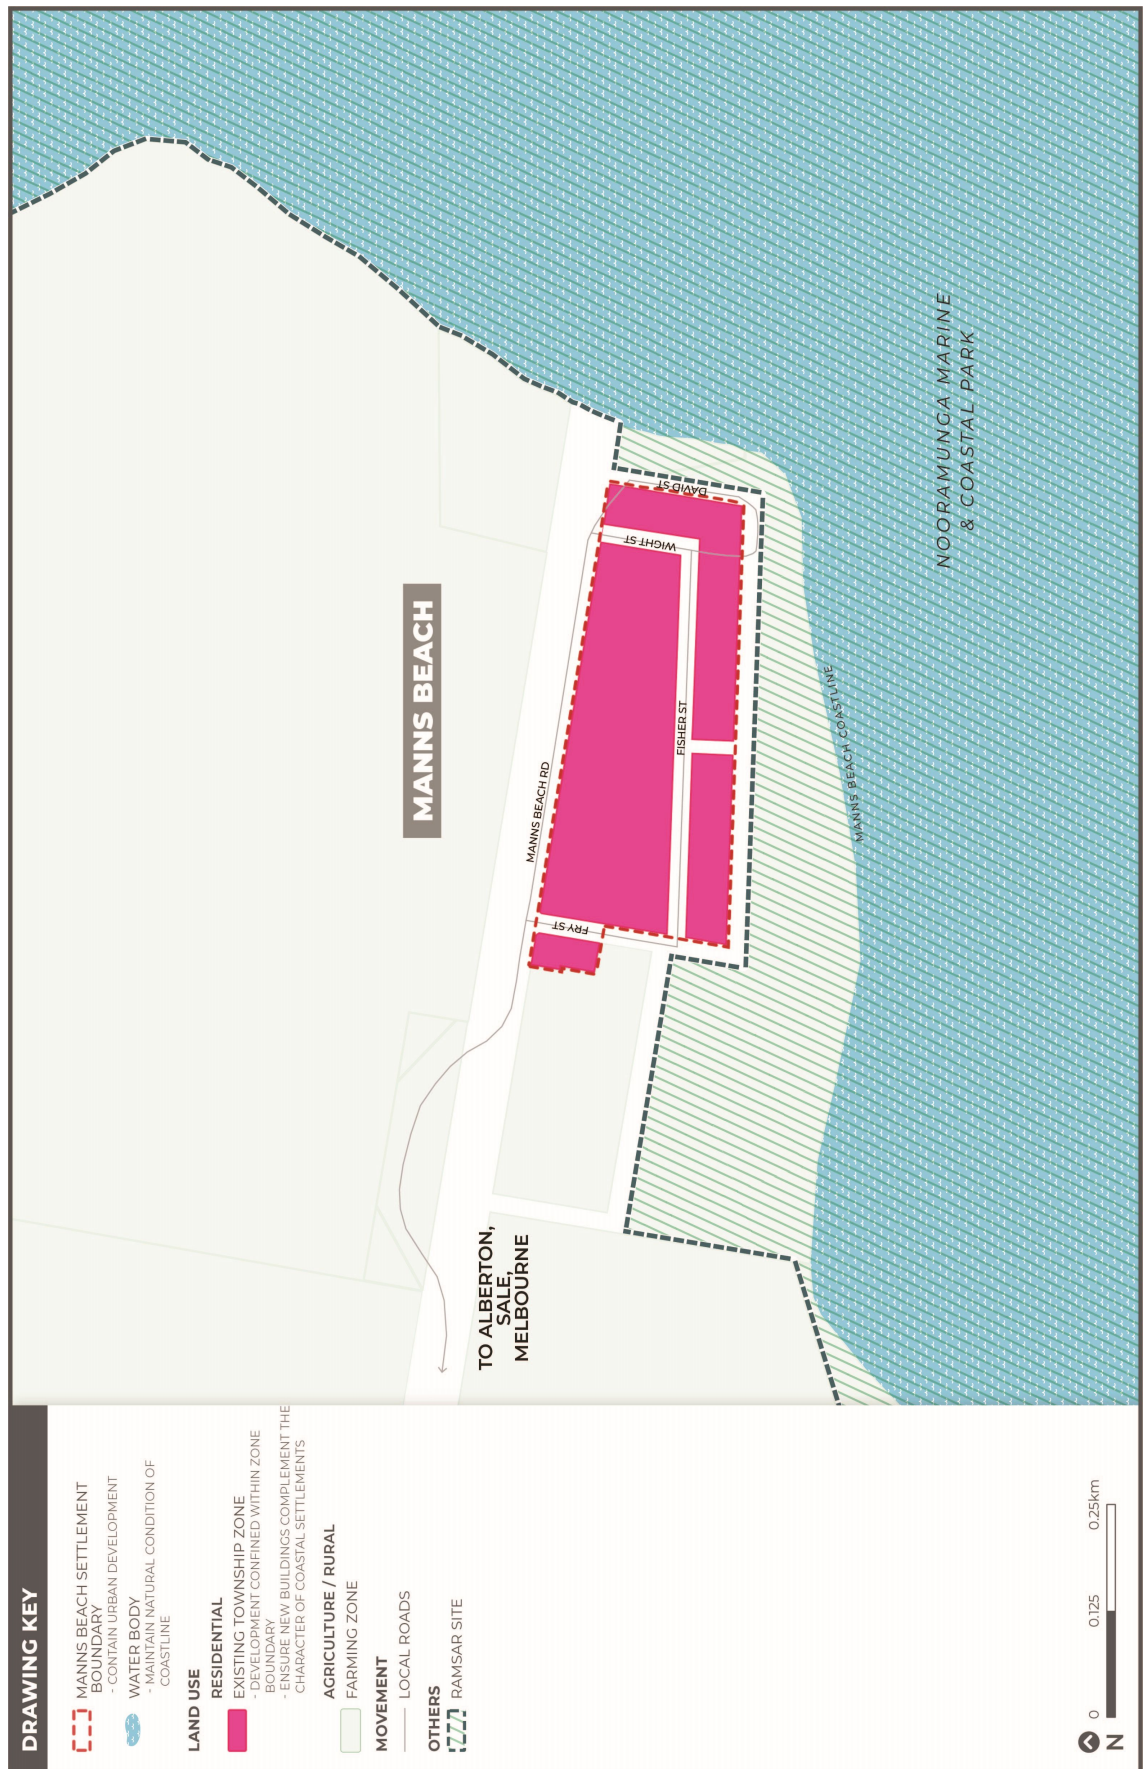 DRAWING KEY
MANNS BEACH SETTLEMENT
BOUNDARY
- CONTAIN URBAN DEVELOPMENT
WATER BODY
- MAINTAIN NATURAL CONDITION OF
COASTLINE
LAND USE
RESIDENTIAL
EXISTING TOWNSHIP ZONE
- DEVELOPMENT CONFINED WITHIN ZONE
BOUNDARY
- ENSURE NEW BUILDINGS COMPLEMENT THE
CHARACTER OF COASTAL SETTLEMENTS
AGRICULTURE / RURAL
FARMING ZONE
MOVEMENT
LOCAL ROADS
OTHERS
RAMSAR SITE
0 0.125 0.25km
N
MANNS BEACH
TO ALBERTON,
SALE,
MELBOURNE
MANNS BEACH RD
FRY ST
FISHER ST
WIGHT ST
DAVID ST
MANNS BEACH COASTLINE
NOORAMUNGA MARINE
& COASTAL PARK